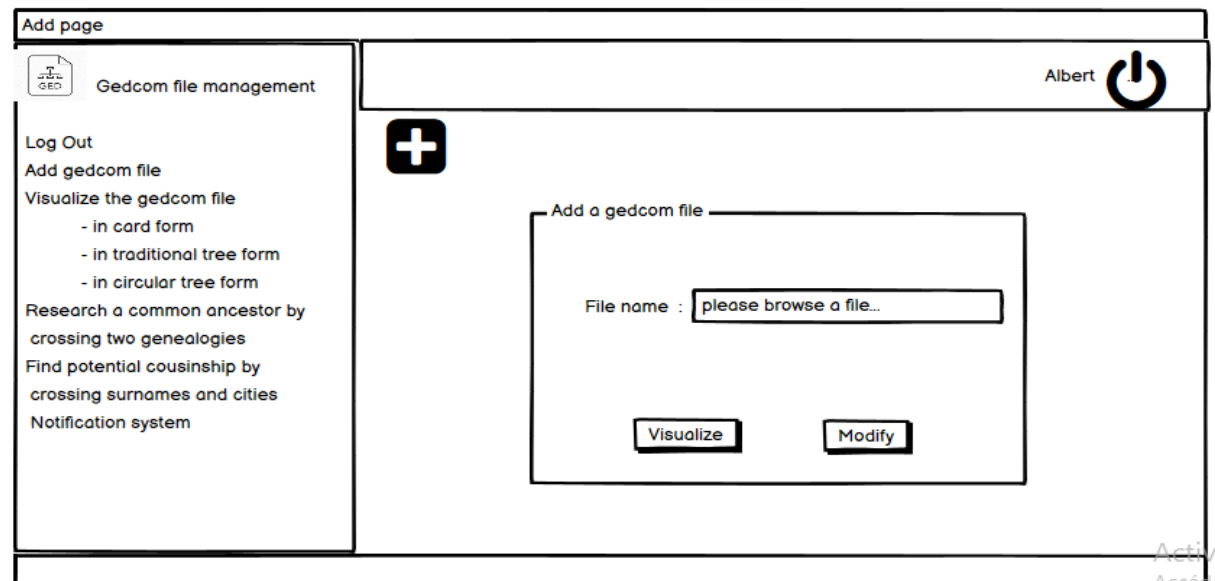 Add page
GED
Gedcom file management
Albert
Log Out
Add gedcom file
Visualize the gedcom file
- in card form
- in traditional tree form
- in circular tree form
Research a common ancestor by
crossing two genealogies
Find potential cousinship by
crossing surnames and cities
Notification system
Add a gedcom file
File name :
please browse a file...
Visualize
Modify